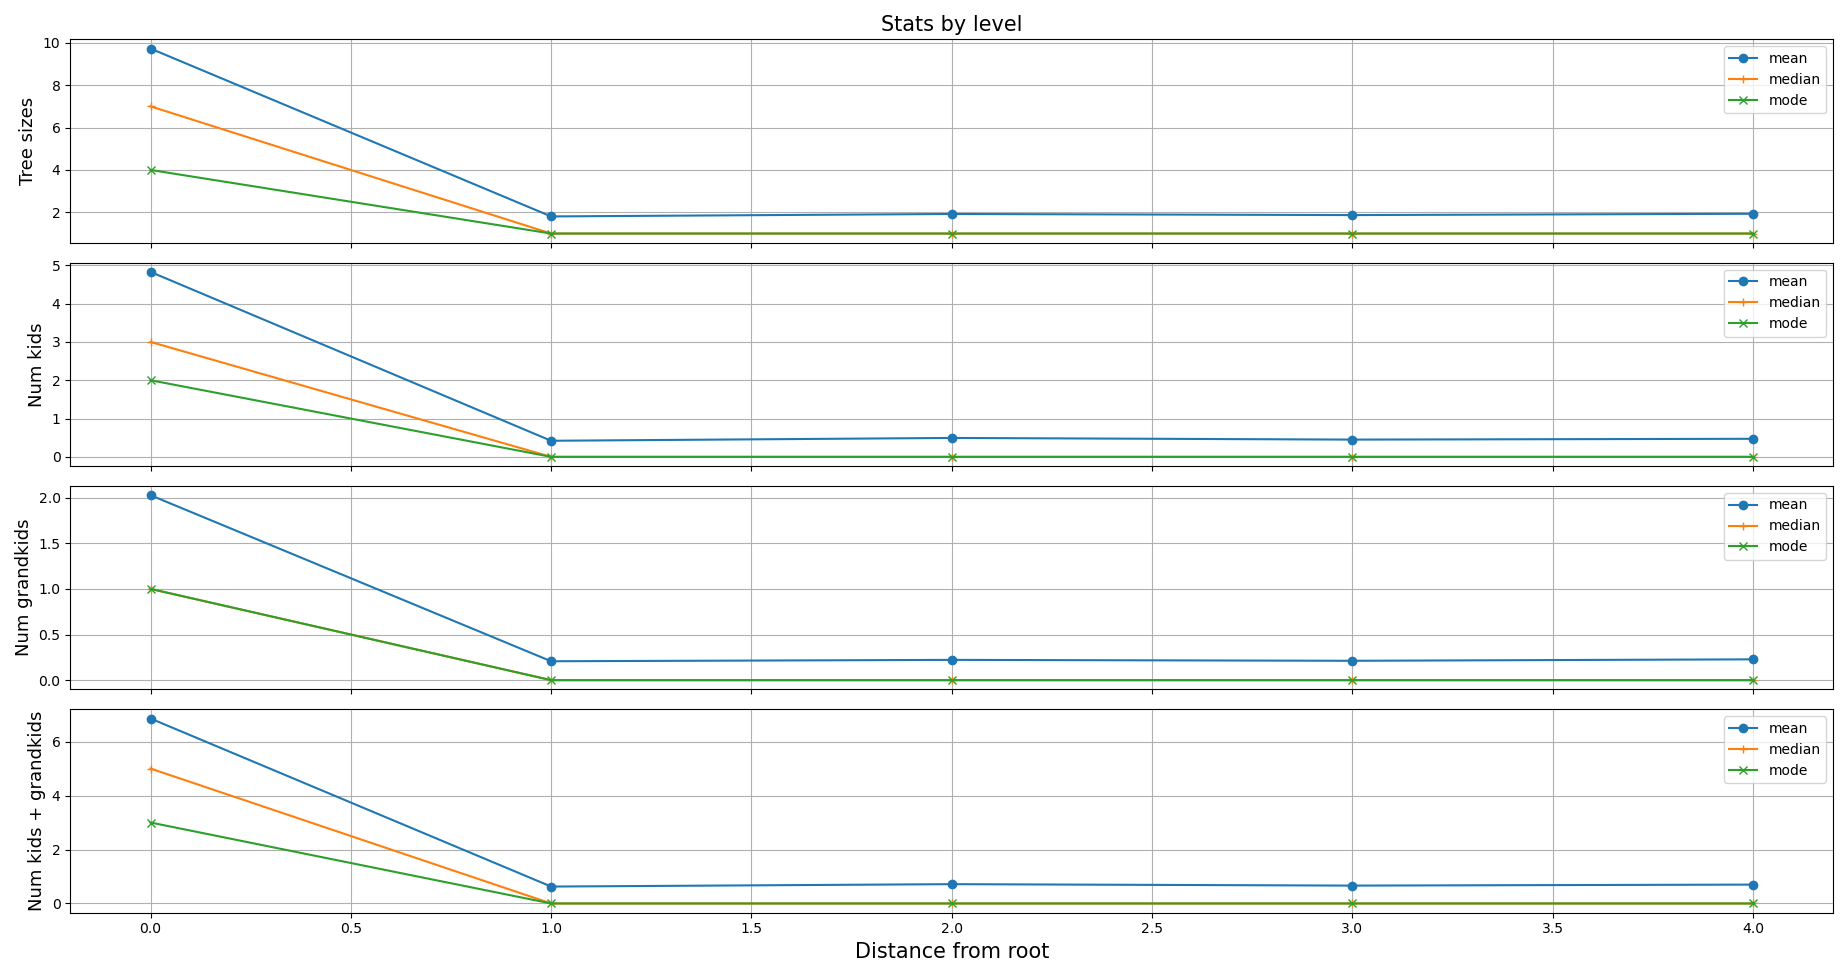 Stats by level
10
8
6
4
2
Tree sizes
mean
median
mode
5
4
3
2
1
0
Num kids
mean
median
mode
2.0
1.5
1.0
0.5
0.0
Num grandkids
mean
median
mode
6
4
2
0
Num kids + grandkids
mean
median
mode
0.0 0.5 1.0 1.5 2.0 2.5 3.0 3.5 4.0
Distance from root